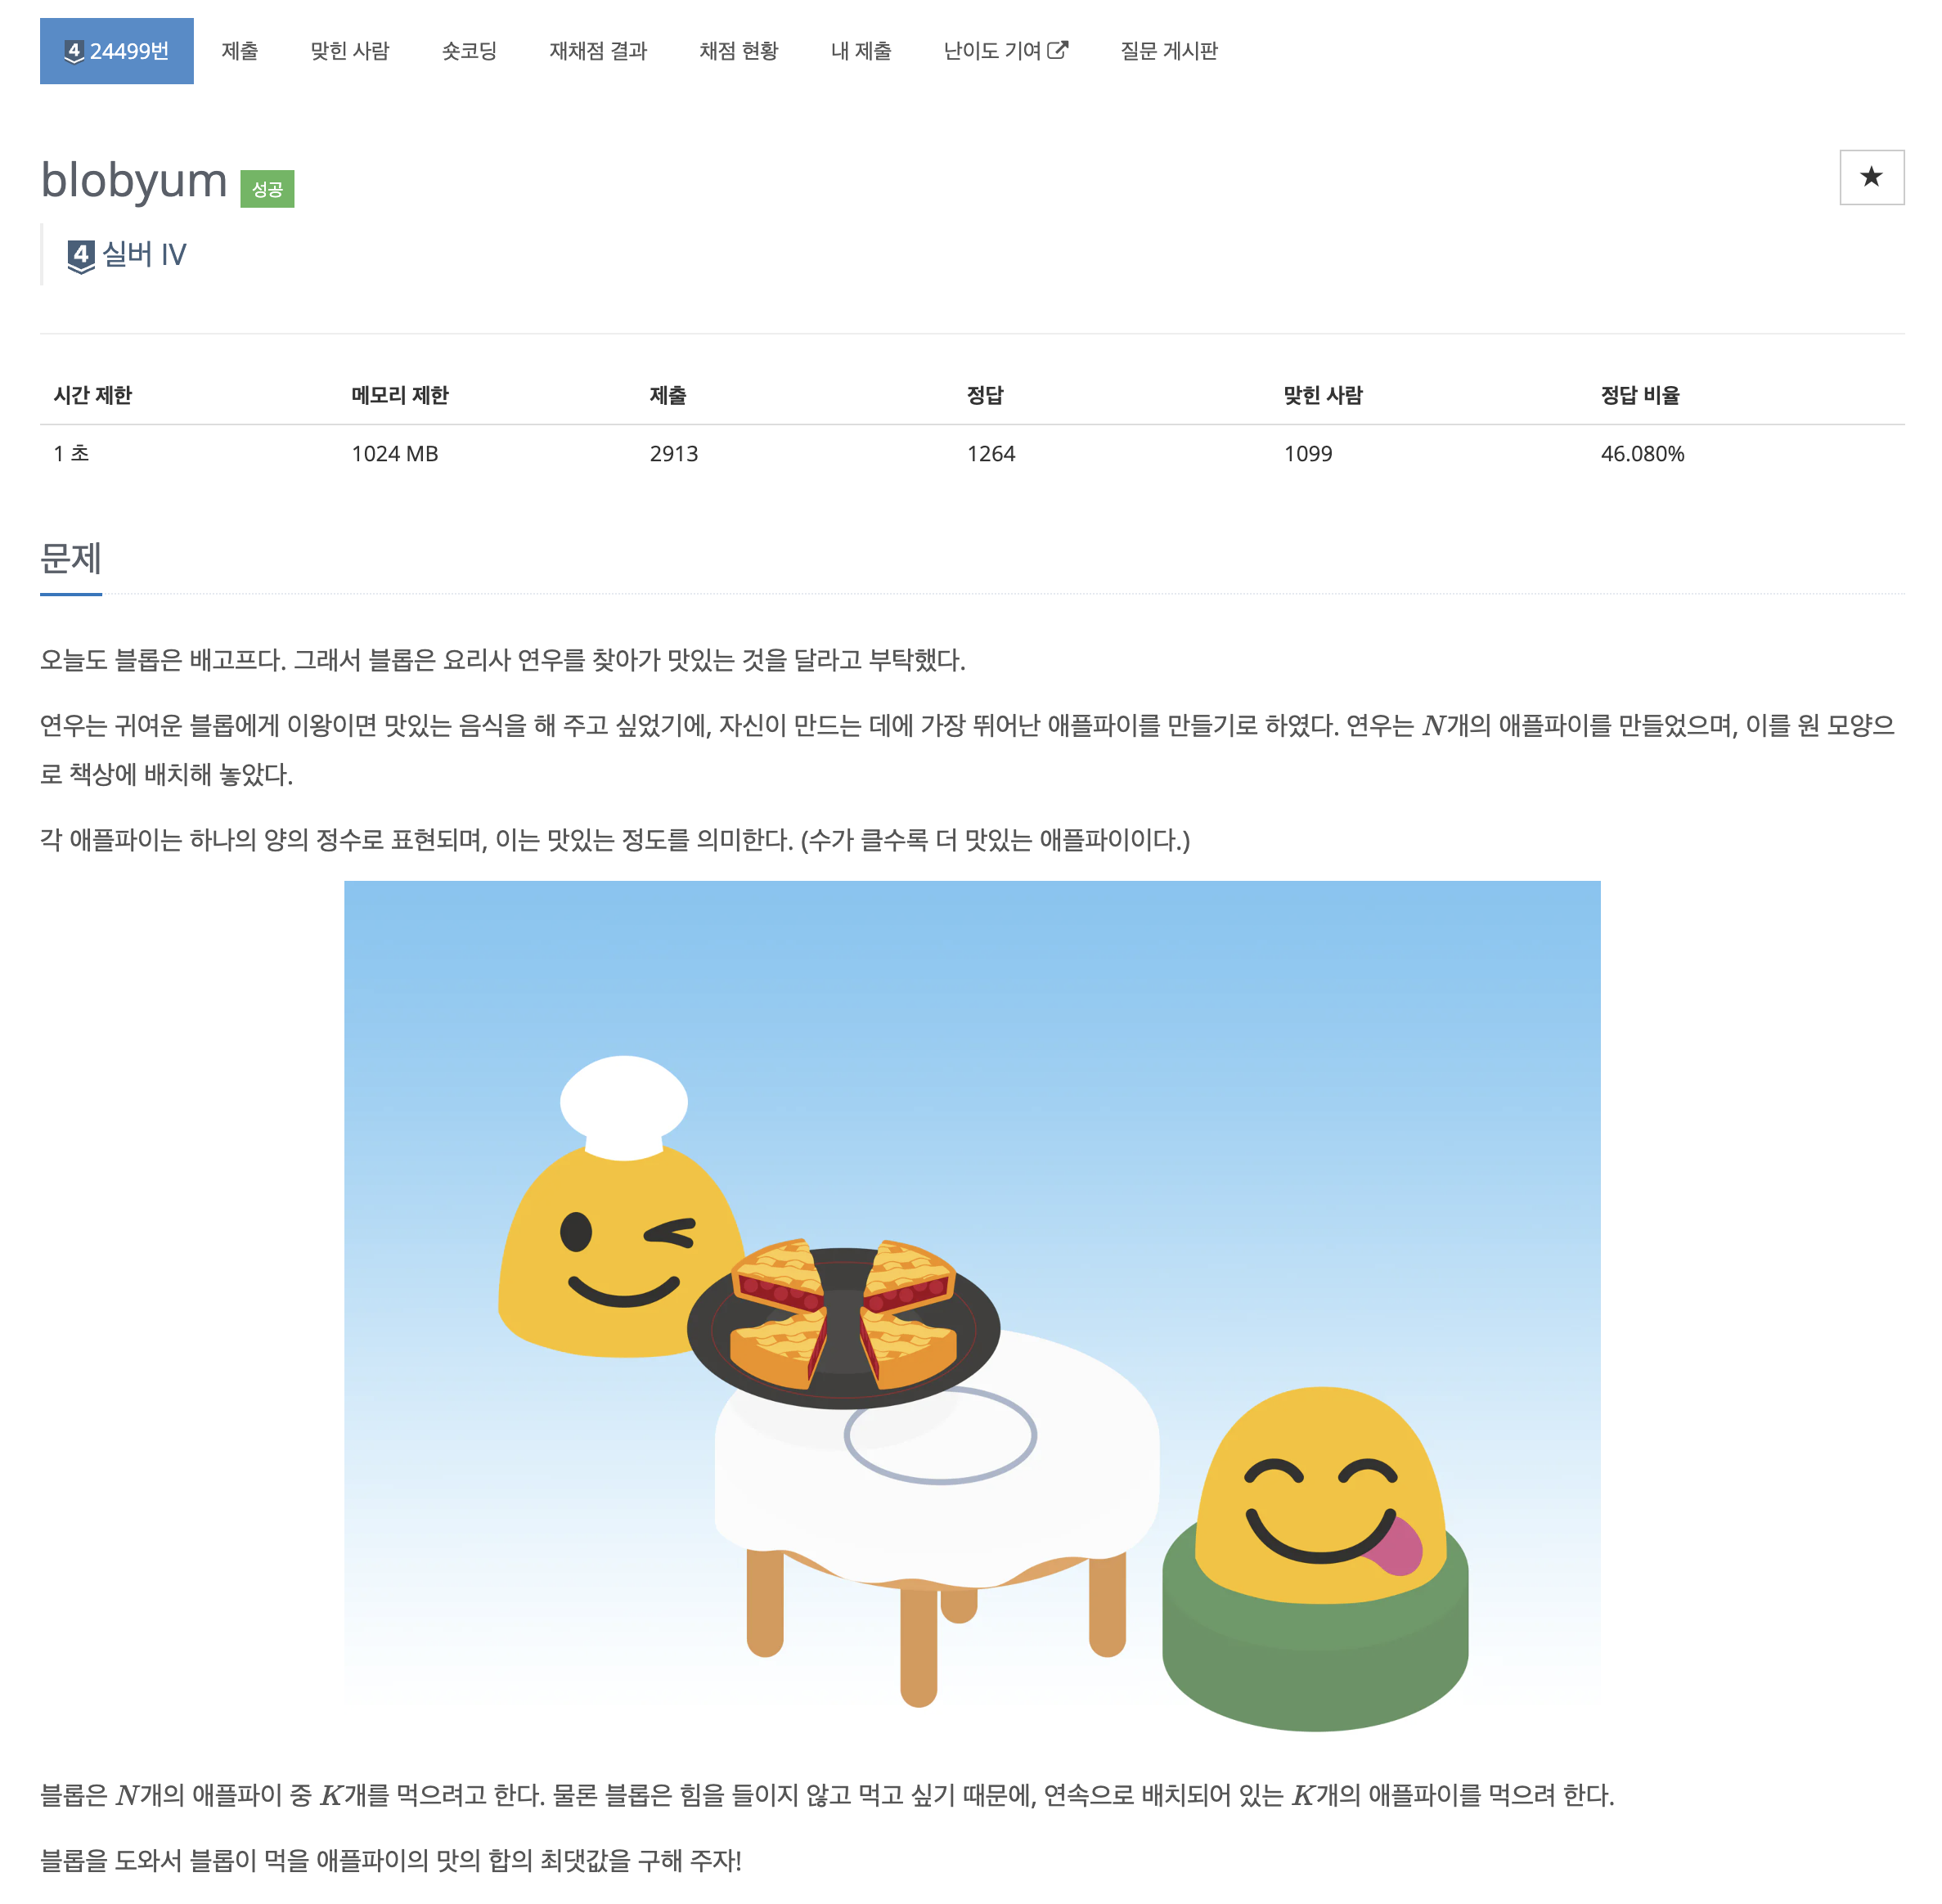 4 24499번 제출 맞힌 사람 숏코딩 재채점 결과 채점 현황 내 제출 난이도 기여 질문 게시판
blobyum 성공
4 실버 IV
시간 제한 메모리 제한 제출 정답 맞힌 사람 정답 비율
1 초 1024 MB 2913 1264 1099 46.080%
문제
오늘도 블롭은 배고프다. 그래서 블롭은 요리사 연우를 찾아가 맛있는 것을 달라고 부탁했다.
연우는 귀여운 블롭에게 이왕이면 맛있는 음식을 해 주고 싶었기에, 자신이 만드는 데에 가장 뛰어난 애플파이를 만들기로 하였다. 연우는 N개의 애플파이를 만들었으며, 이를 원 모양으
로 책상에 배치해 놓았다.
각 애플파이는 하나의 양의 정수로 표현되며, 이는 맛있는 정도를 의미한다. (수가 클수록 더 맛있는 애플파이이다.)
블롭은 N개의 애플파이 중 K개를 먹으려고 한다. 물론 블롭은 힘을 들이지 않고 먹고 싶기 때문에, 연속으로 배치되어 있는 K개의 애플파이를 먹으려 한다.
블롭을 도와서 블롭이 먹을 애플파이의 맛의 합의 최댓값을 구해 주자!